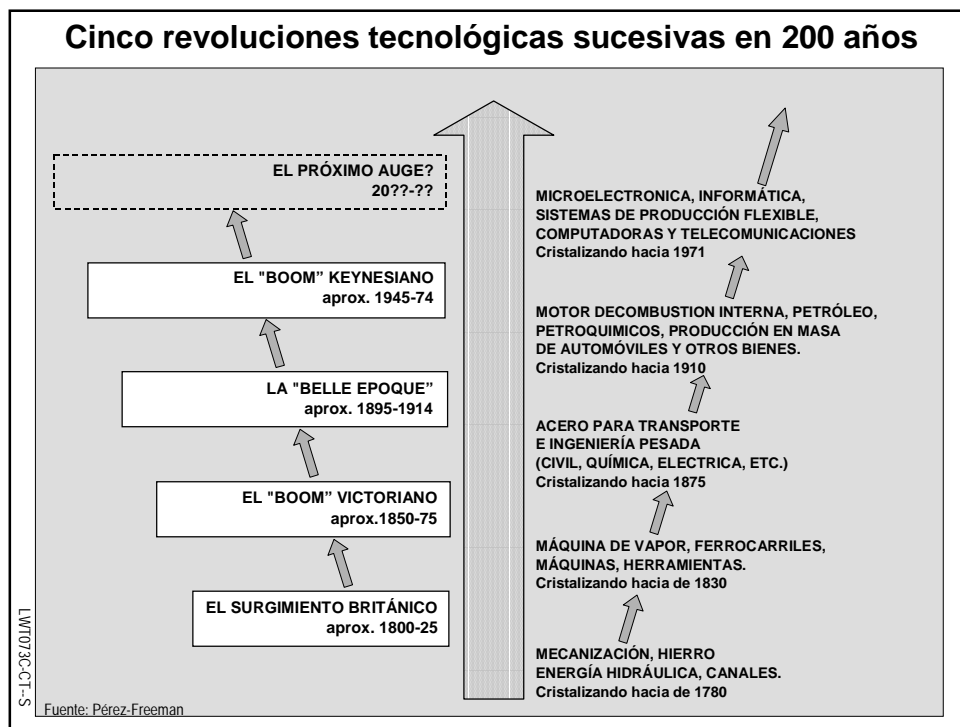 Cinco revoluciones tecnológicas sucesivas en 200 años
EL PRÓXIMO AUGE?
20??-??
EL "BOOM” KEYNESIANO
aprox. 1945-74
LA "BELLE EPOQUE”
aprox. 1895-1914
EL "BOOM” VICTORIANO
aprox.1850-75
EL SURGIMIENTO BRITÁNICO
aprox. 1800-25
MICROELECTRONICA, INFORMÁTICA,
SISTEMAS DE PRODUCCIÓN FLEXIBLE,
COMPUTADORAS Y TELECOMUNICACIONES
Cristalizando hacia 1971
MOTOR DECOMBUSTION INTERNA, PETRÓLEO,
PETROQUIMICOS, PRODUCCIÓN EN MASA
DE AUTOMÓVILES Y OTROS BIENES.
Cristalizando hacia 1910
ACERO PARA TRANSPORTE
E INGENIERÍA PESADA
(CIVIL, QUÍMICA, ELECTRICA, ETC.)
Cristalizando hacia 1875
MÁQUINA DE VAPOR, FERROCARRILES,
MÁQUINAS, HERRAMIENTAS.
Cristalizando hacia de 1830
MECANIZACIÓN, HIERRO
ENERGÍA HIDRÁULICA, CANALES.
Cristalizando hacia de 1780
LWT073C-CT--S
Fuente: Pérez-Freeman